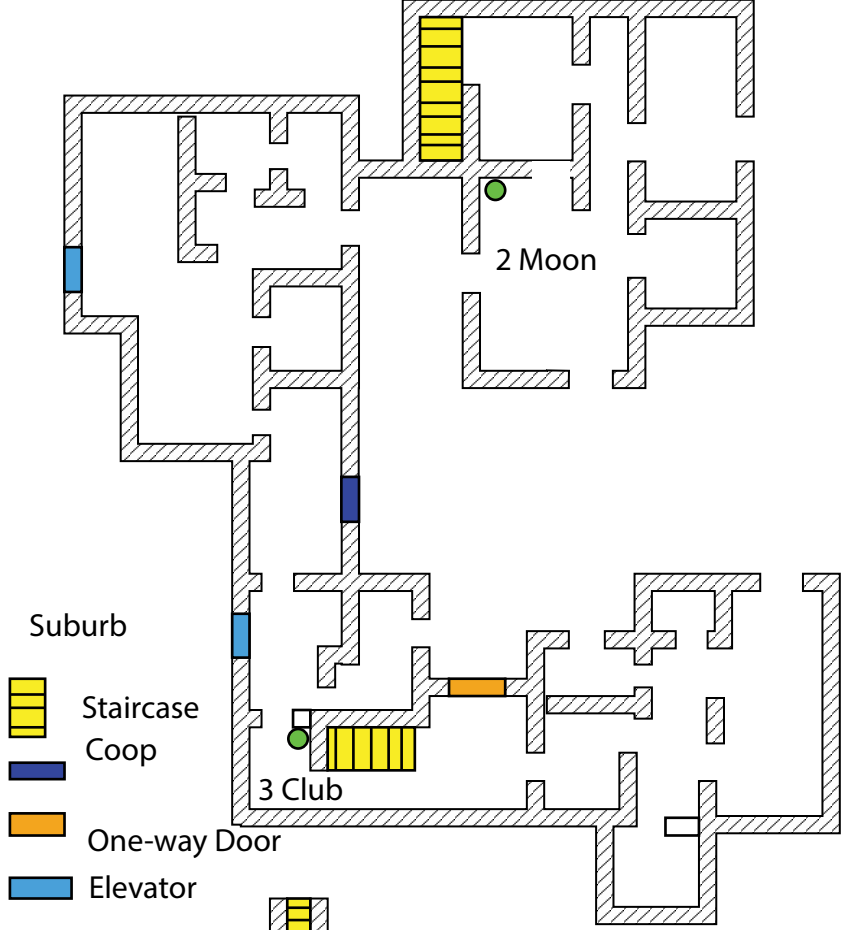 2 Moon
Suburb
Staircase
Coop
3 Club
One-way Door
Elevator